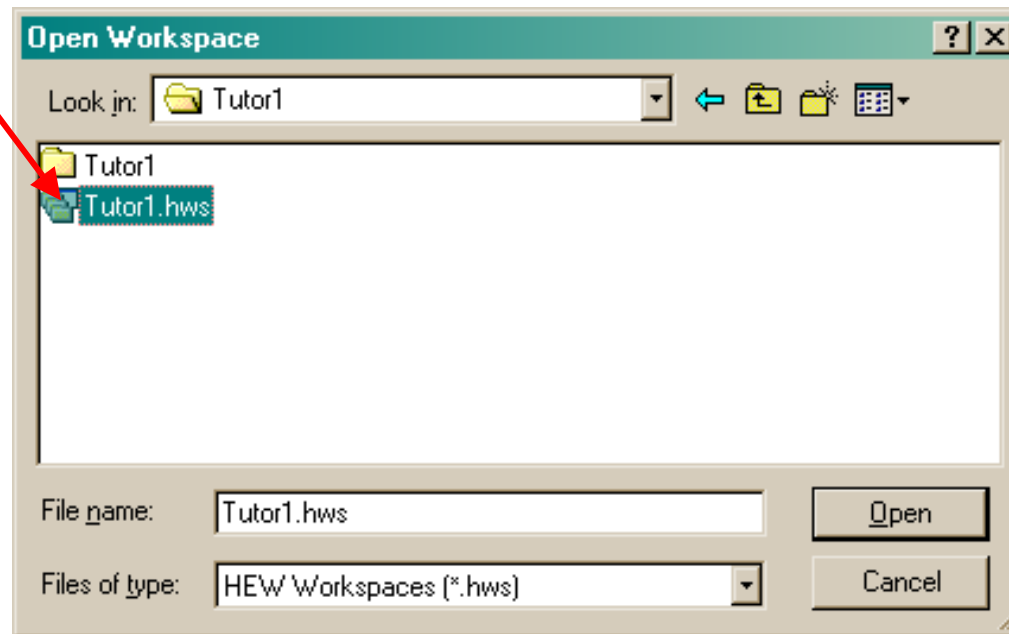 Open Workspace
Look in: Tutor1
Tutor1
Tutor1.hws
File name: Tutor1.hws
Open
Files of type: HEW Workspaces (*.hws)
Cancel